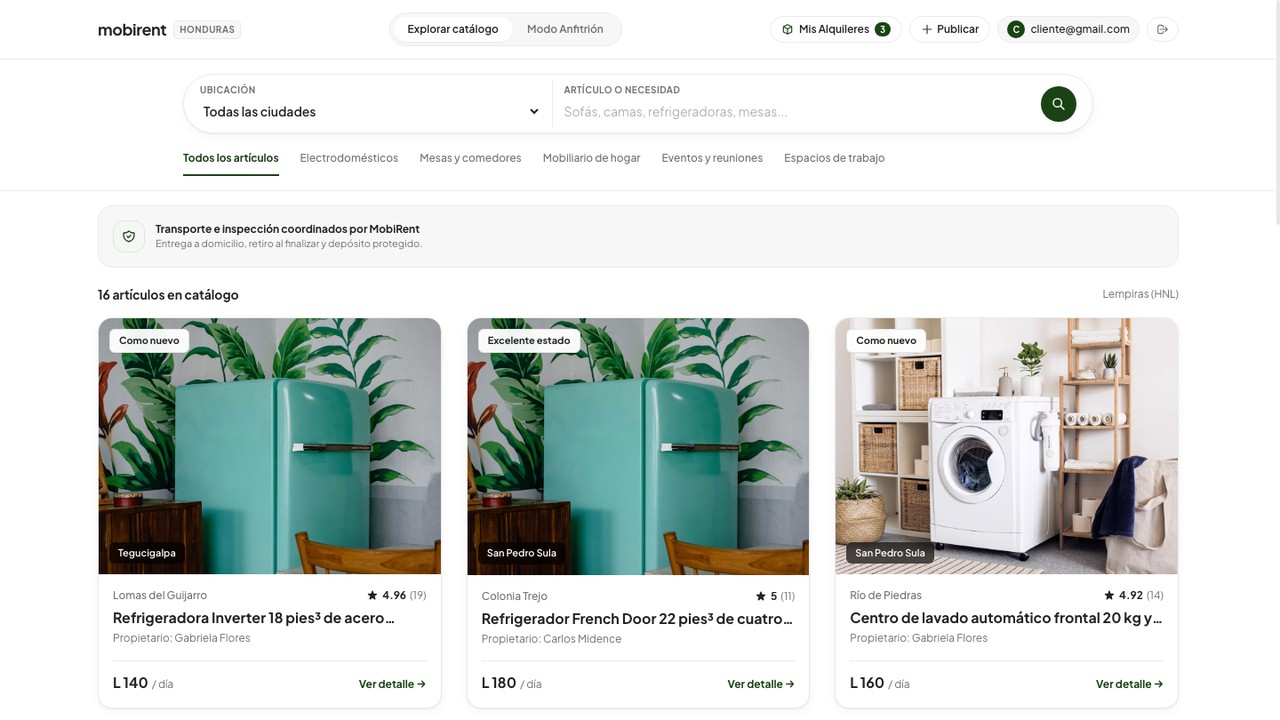 mobirent HONDURAS Explorar catálogo Modo Anfitrión Mis Alquileres 3 Publicar C cliente@gmail.com
UBICACIÓN
Todas las ciudades
ARTÍCULO O NECESIDAD
Sofás, camas, refrigeradoras, mesas...
Todos los artículos Electrodomésticos Mesas y comedores Mobiliario de hogar Eventos y reuniones Espacios de trabajo
Transporte e inspección coordinados por MobiRent
Entrega a domicilio, retiro al finalizar y depósito protegido.
16 artículos en catálogo Lempiras (HNL)
Como nuevo
Tegucigalpa
Lomas del Guijarro 4.96 (19)
Refrigeradora Inverter 18 pies³ de acero...
Propietario: Gabriela Flores
L 140 / día Ver detalle →
Excelente estado
San Pedro Sula
Colonia Trejo 5 (11)
Refrigerador French Door 22 pies³ de cuatro...
Propietario: Carlos Midence
L 180 / día Ver detalle →
Como nuevo
San Pedro Sula
Río de Piedras 4.92 (14)
Centro de lavado automático frontal 20 kg y...
Propietario: Gabriela Flores
L 160 / día Ver detalle →